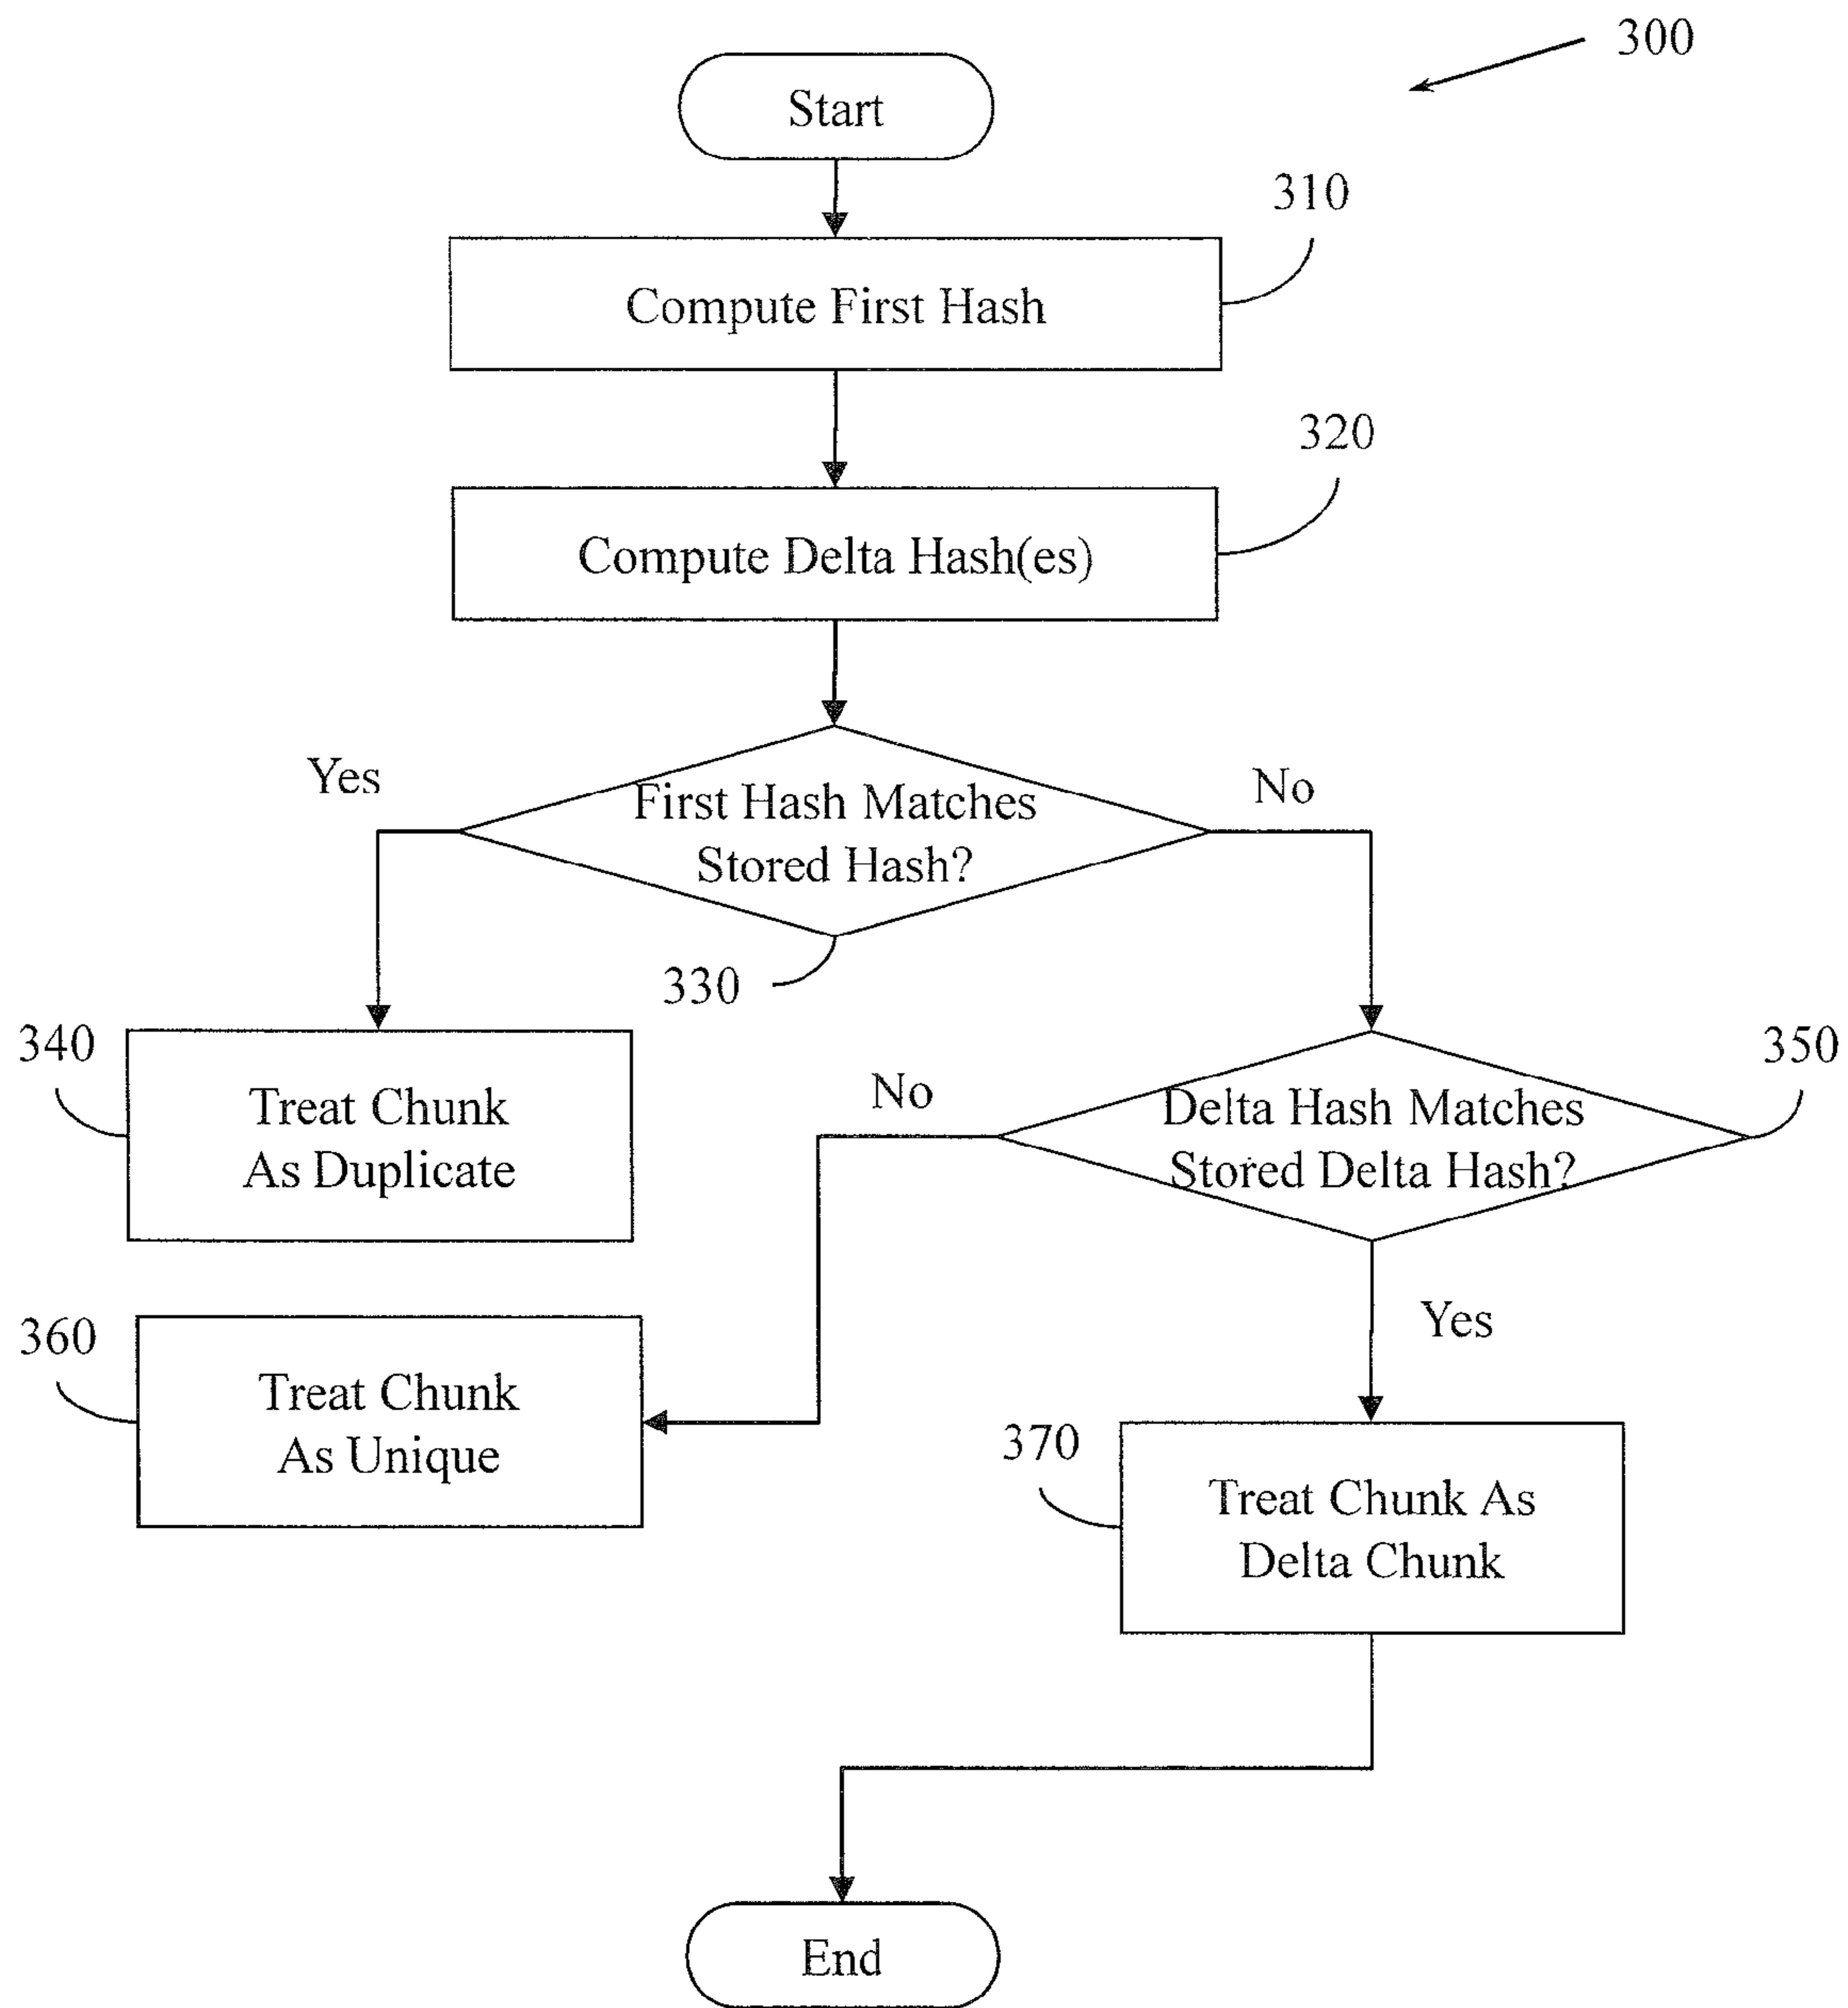 300
Start
310
Compute First Hash
320
Compute Delta Hash(es)
Yes
No
First Hash Matches
Stored Hash?
330
340
350
Treat Chunk
As Duplicate
No
Delta Hash Matches
Stored Delta Hash?
360
Yes
Treat Chunk
As Unique
370
Treat Chunk As
Delta Chunk
End